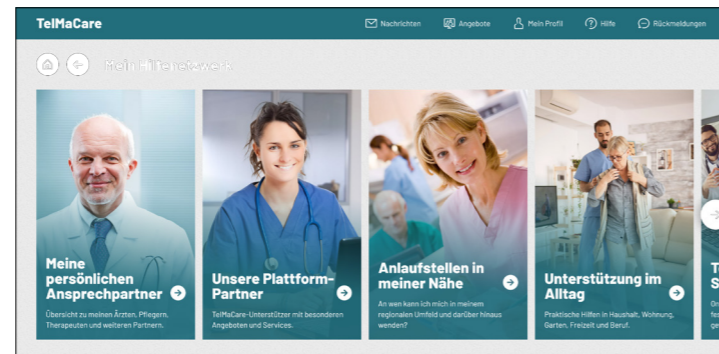 TelMaCare
Nachrichten
Angebote
Mein Profil
Hilfe
Rückmeldungen
Mein Hilfenetzwerk
Meine
persönlichen
Ansprechpartner
Übersicht zu meinen Ärzten, Pflegern,
Therapeuten und weiteren Partnern.
Unsere Plattform-
Partner
TelMaCare-Unterstützer mit besonderen
Angeboten und Services.
Anlaufstellen in
meiner Nähe
An wen kann ich mich in meinem
regionalen Umfeld und darüber hinaus
wenden?
Unterstützung im
Alltag
Praktische Hilfen in Haushalt, Wohnung,
Garten, Freizeit und Beruf.